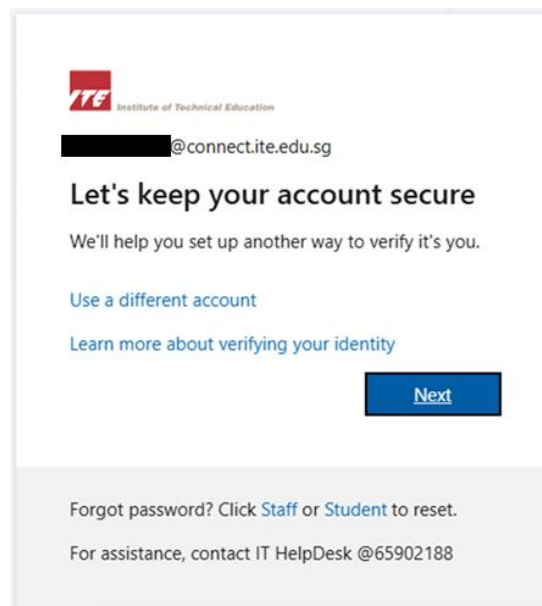 ITE Institute of Technical Education
@connect.ite.edu.sg
Let's keep your account secure
We'll help you set up another way to verify it's you.
Use a different account
Learn more about verifying your identity
Next
Forgot password? Click Staff or Student to reset.
For assistance, contact IT HelpDesk @65902188